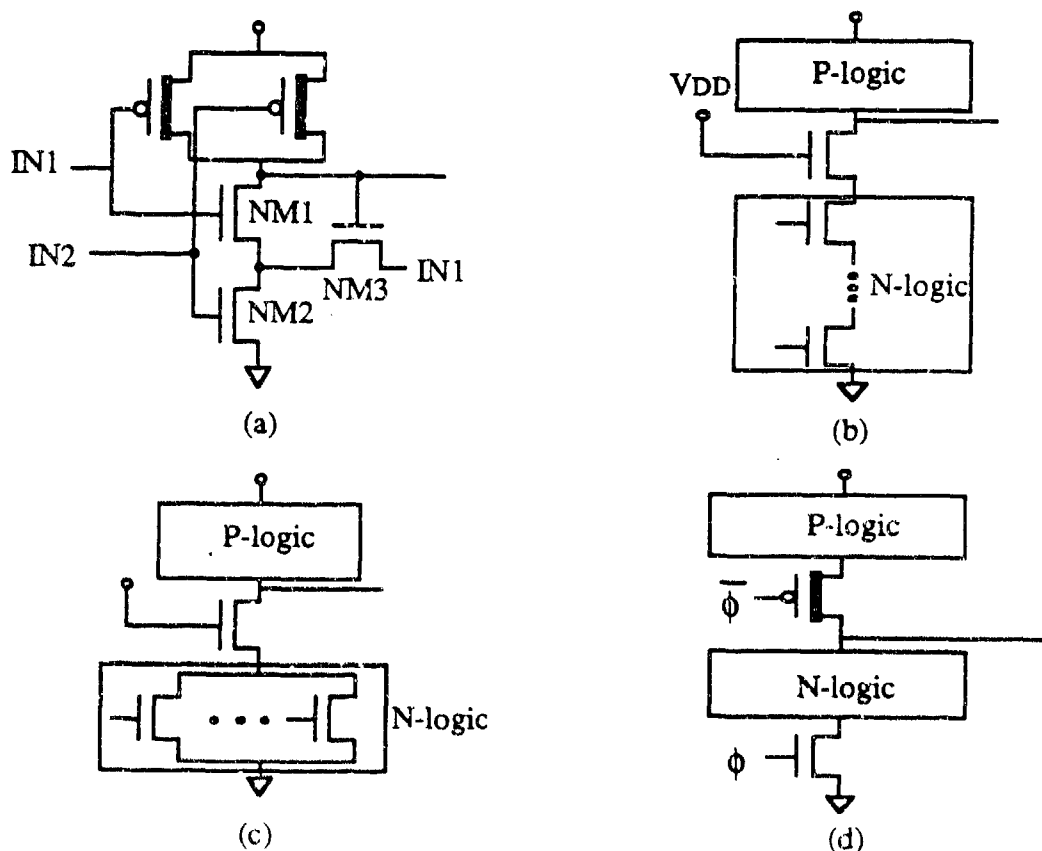 P-logic
VDD
IN1
NM1
IN2
NM3
IN1
NM2
N-logic
(a)
(b)
P-logic
P-logic
ϕ̅
N-logic
N-logic
ϕ
(c)
(d)